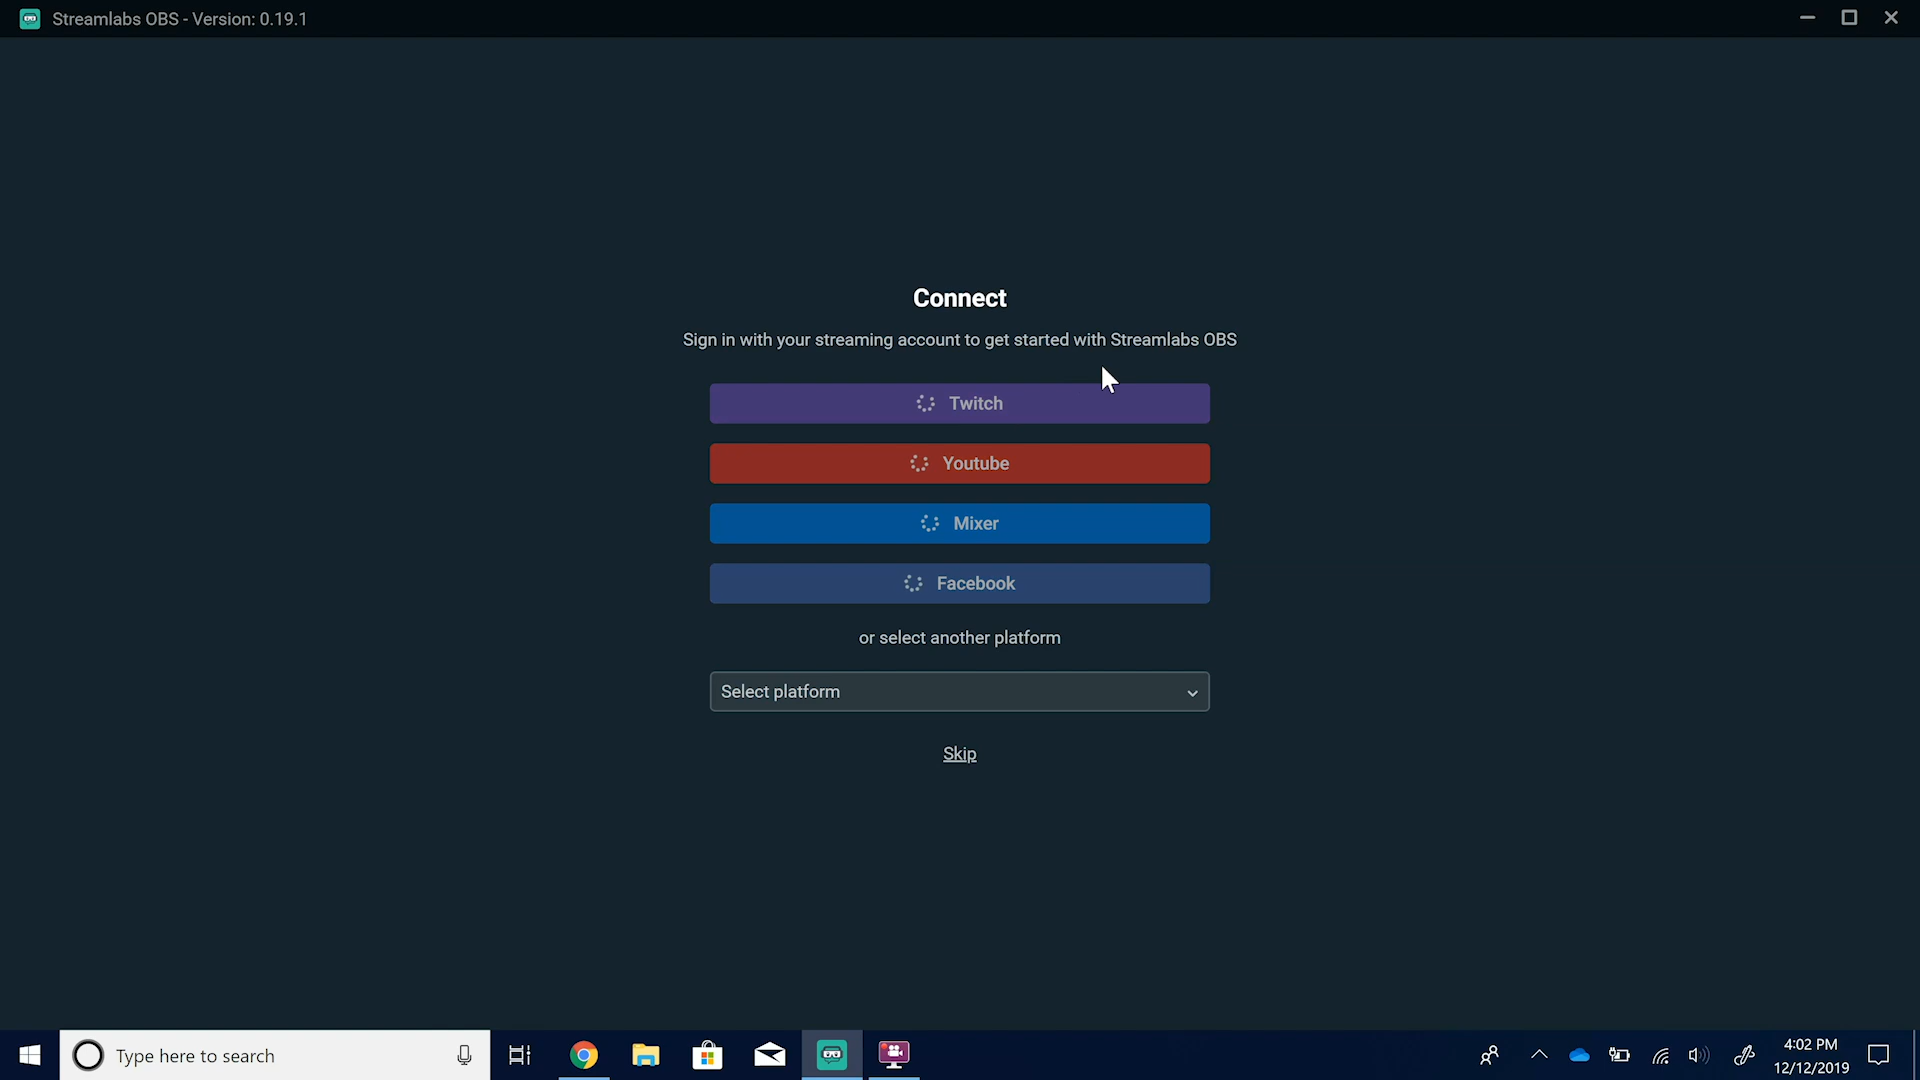 Streamlabs OBS - Version: 0.19.1
Connect
Sign in with your streaming account to get started with Streamlabs OBS
Twitch
Youtube
Mixer
Facebook
or select another platform
Select platform
Skip
Type here to search
4:02 PM
12/12/2019